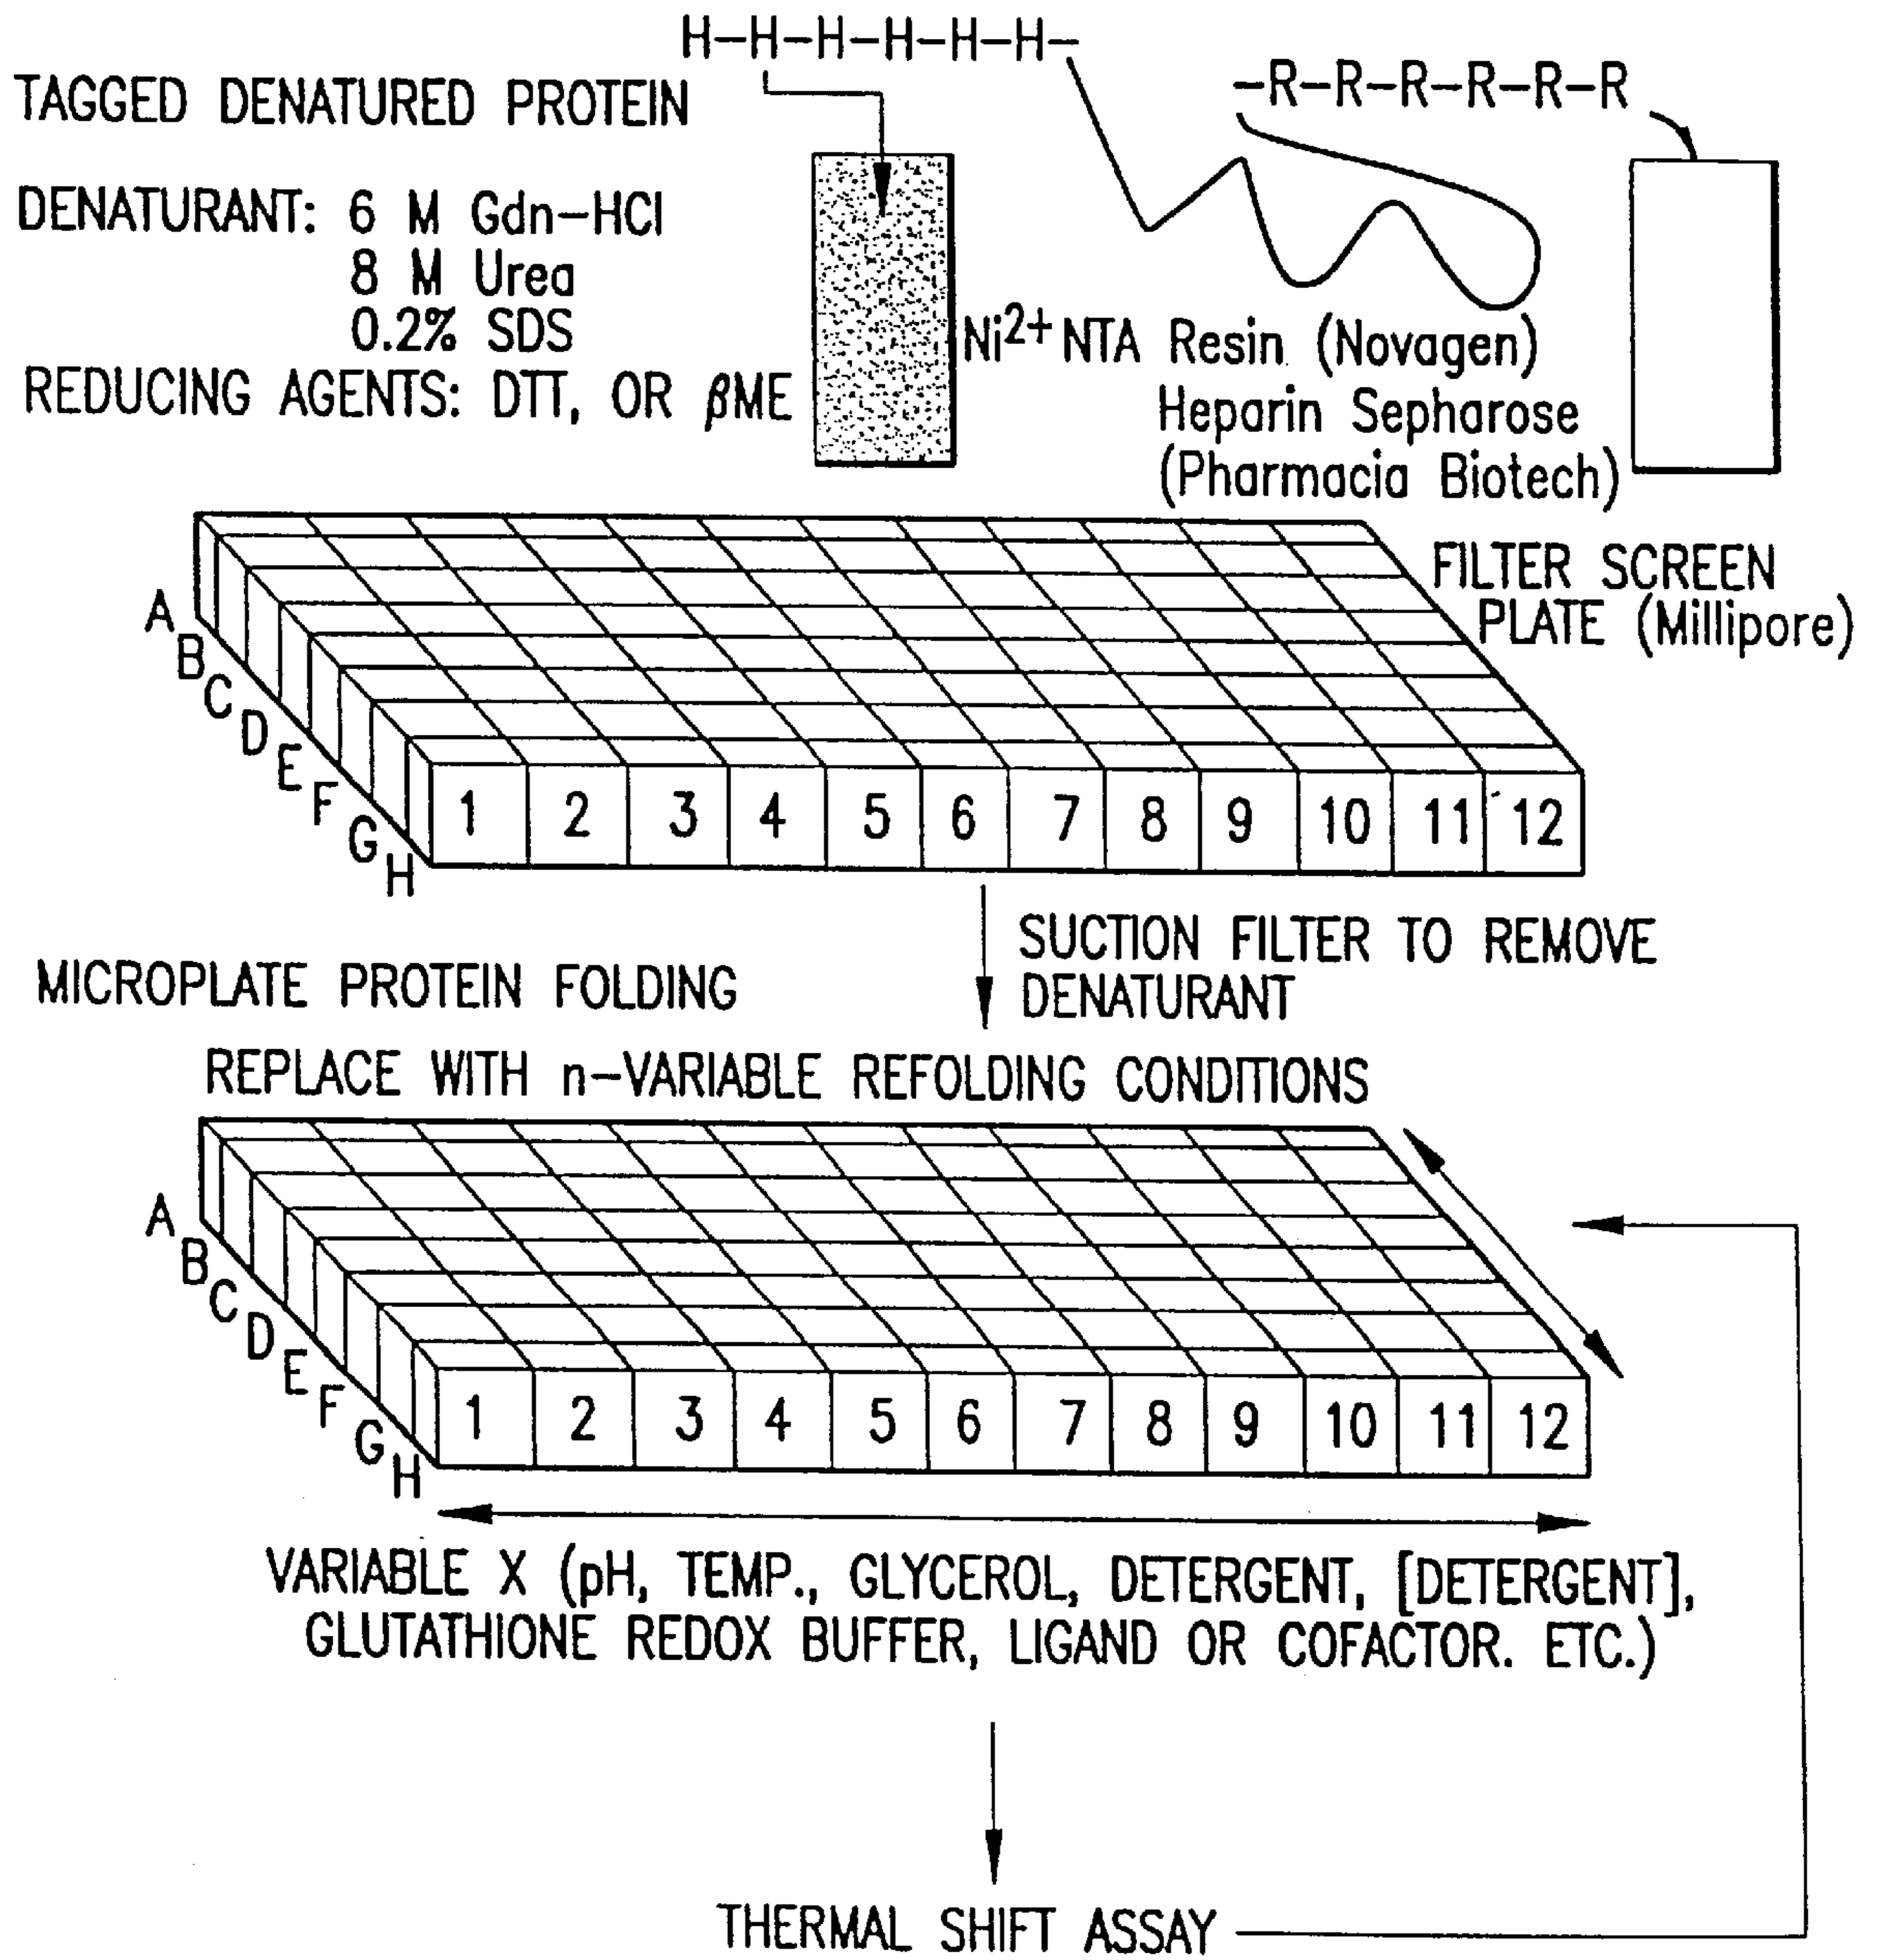 H–H–H–H–H–H–
–R–R–R–R–R–R
TAGGED DENATURED PROTEIN
DENATURANT: 6 M Gdn–HCl
8 M Urea
0.2% SDS
REDUCING AGENTS: DTT, OR βME
Ni²⁺ NTA Resin (Novagen)
Heparin Sepharose
(Pharmacia Biotech)
FILTER SCREEN
PLATE (Millipore)
A
B
C
D
E
F
G
H
1 2 3 4 5 6 7 8 9 10 11 12
SUCTION FILTER TO REMOVE
DENATURANT
MICROPLATE PROTEIN FOLDING
REPLACE WITH n–VARIABLE REFOLDING CONDITIONS
A
B
C
D
E
F
G
H
1 2 3 4 5 6 7 8 9 10 11 12
VARIABLE X (pH, TEMP., GLYCEROL, DETERGENT, [DETERGENT],
GLUTATHIONE REDOX BUFFER, LIGAND OR COFACTOR. ETC.)
THERMAL SHIFT ASSAY